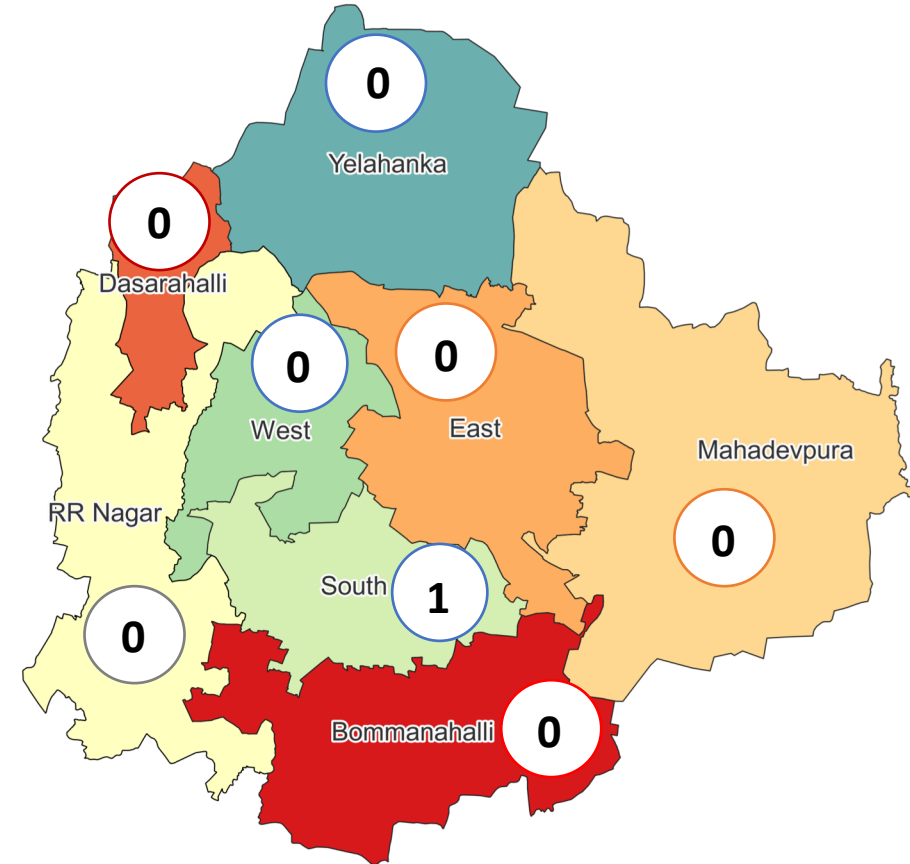 0
Yelahanka
0
Dasarahalli
0
West
0
East
Mahadevpura
0
RR Nagar
South
1
0
Bommanahalli
0